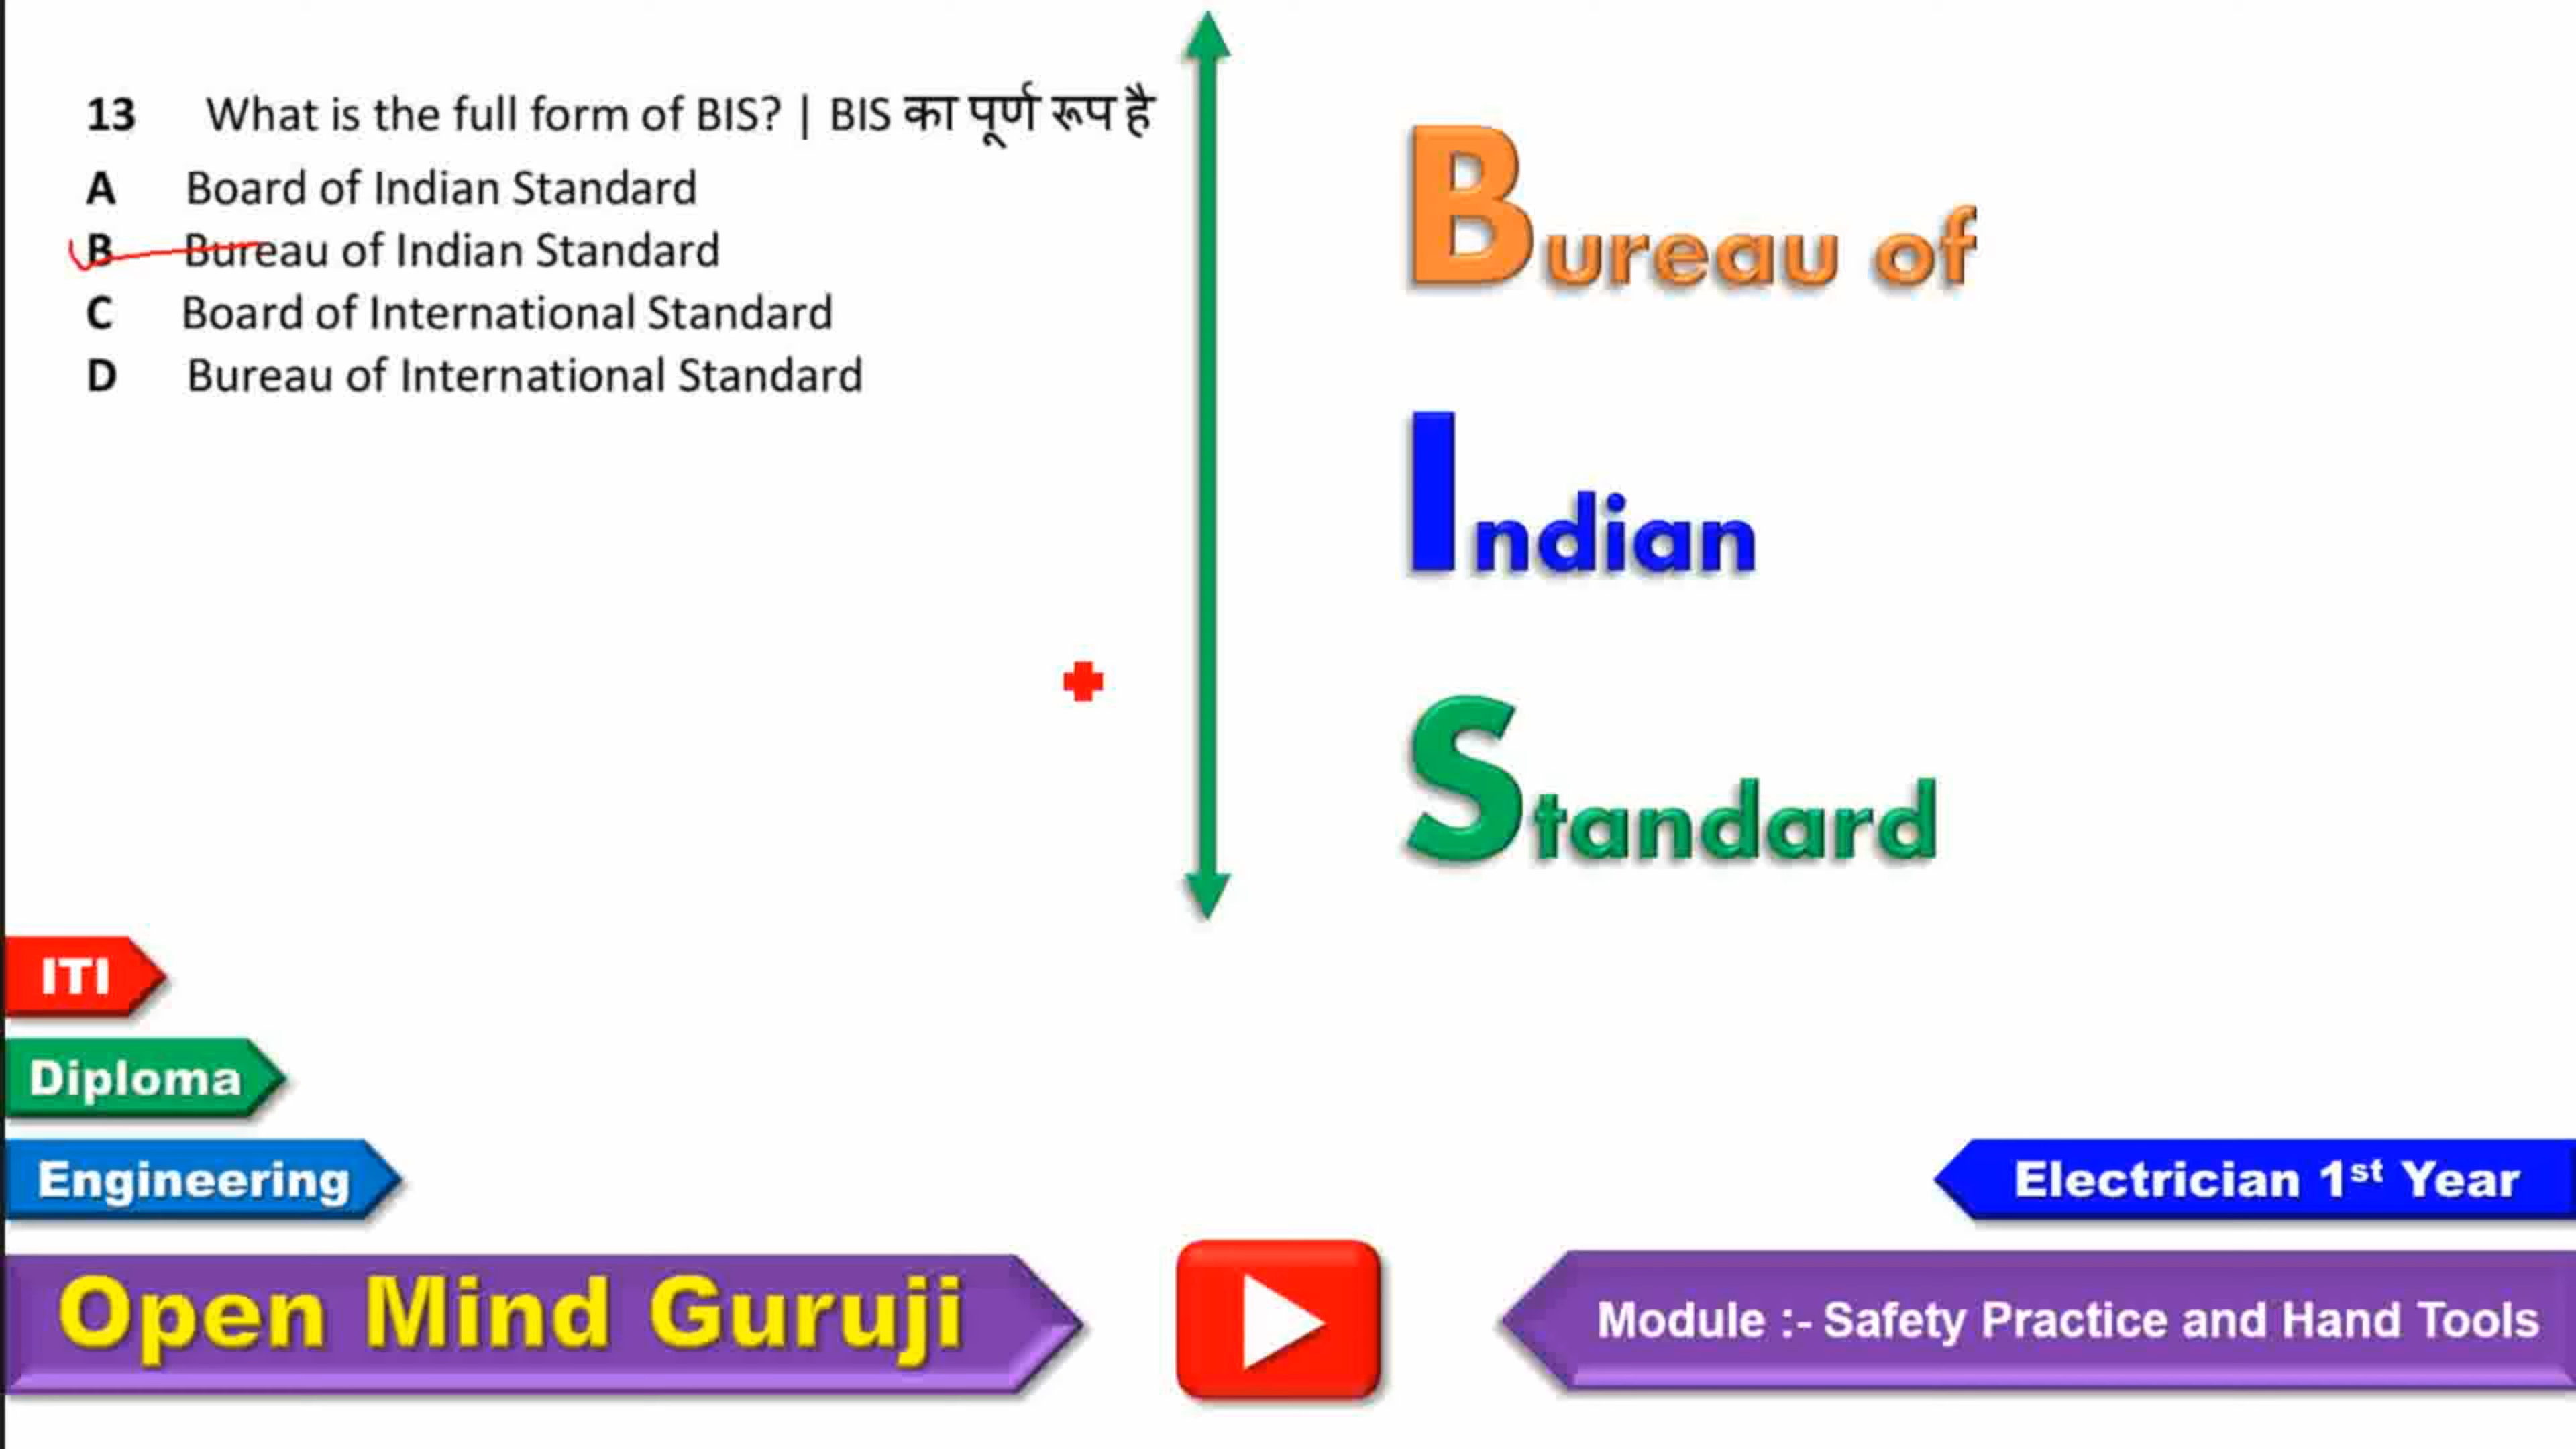 13 What is the full form of BIS? | BIS का पूर्ण रूप है
A Board of Indian Standard
B Bureau of Indian Standard
C Board of International Standard
D Bureau of International Standard
Bureau of
Indian
Standard
ITI
Diploma
Engineering
Electrician 1st Year
Open Mind Guruji
Module :- Safety Practice and Hand Tools